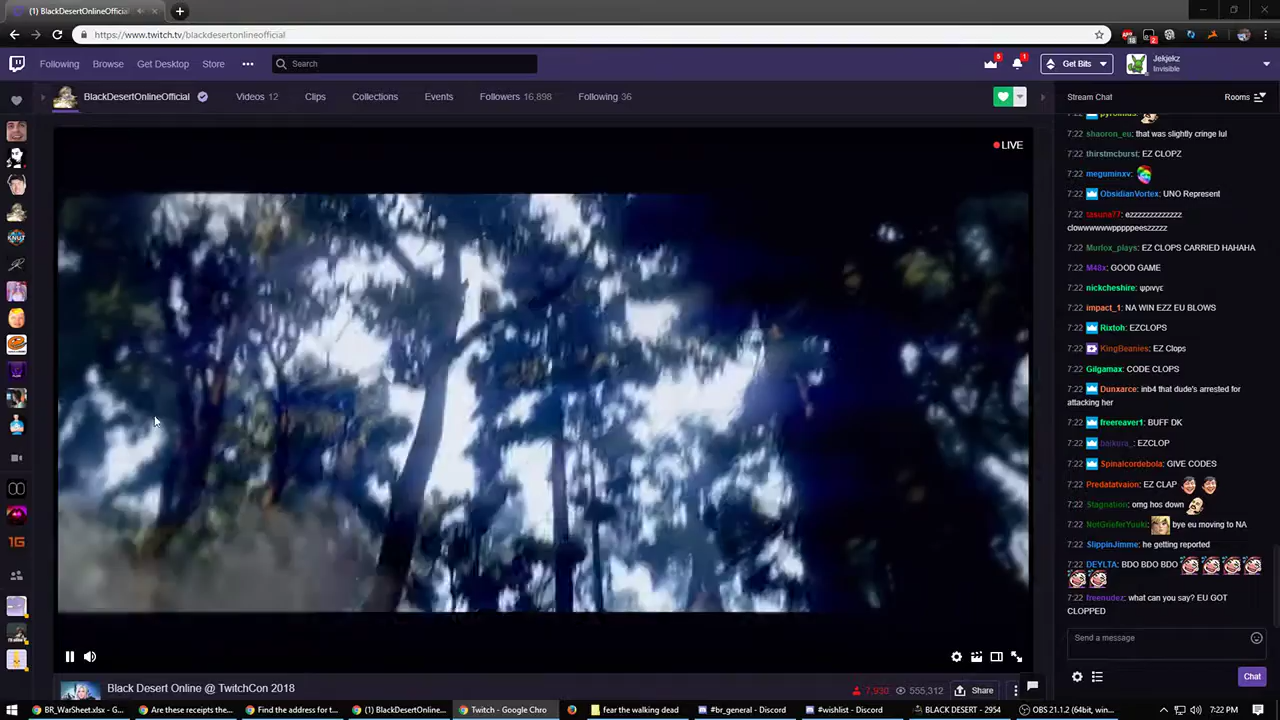 (1) BlackDesertOnlineOfficial
https://www.twitch.tv/blackdesertonlineofficial
Following
Browse
Get Desktop
Store
Search
Get Bits
Jekjekz
Invisible
BlackDesertOnlineOfficial
Videos 12
Clips
Collections
Events
Followers 16,898
Following 36
Stream Chat
Rooms
LIVE
7:22 shaoron_eu: that was slightly cringe lul
7:22 thirstmcburst: EZ CLOPZ
7:22 meguminxv:
7:22 ObsidianVortex: UNO Represent
7:22 tasuna77: ezzzzzzzzzzzzz
clowwwwwwpppppeeszzzzz
7:22 Murlox_plays: EZ CLOPS CARRIED HAHAHA
7:22 M48x: GOOD GAME
7:22 nickcheshire: φρινγε
7:22 impact_1: NA WIN EZZ EU BLOWS
7:22 Rixtoh: EZCLOPS
7:22 KingBeanies: EZ Clops
7:22 Gilgamax: CODE CLOPS
7:22 Dunxarce: inb4 that dude's arrested for
attacking her
7:22 freereaver1: BUFF DK
7:22 baikura_: EZCLOP
7:22 Spinalcordebola: GIVE CODES
7:22 Predatatvaion: EZ CLAP
7:22 Stagnation: omg hos down
7:22 NotGrieferYuuki: bye eu moving to NA
7:22 SlippinJimme: he getting reported
7:22 DEYLTA: BDO BDO BDO
7:22 freenudez: what can you say? EU GOT
CLOPPED
Send a message
Chat
Black Desert Online @ TwitchCon 2018
7,930
555,312
Share
BR_WarSheet.xlsx - G...
Are these receipts the...
Find the address for t...
(1) BlackDesertOnline...
Twitch - Google Chro
fear the walking dead
#br_general - Discord
#wishlist - Discord
BLACK DESERT - 2954
OBS 21.1.2 (64bit, win...
7:22 PM